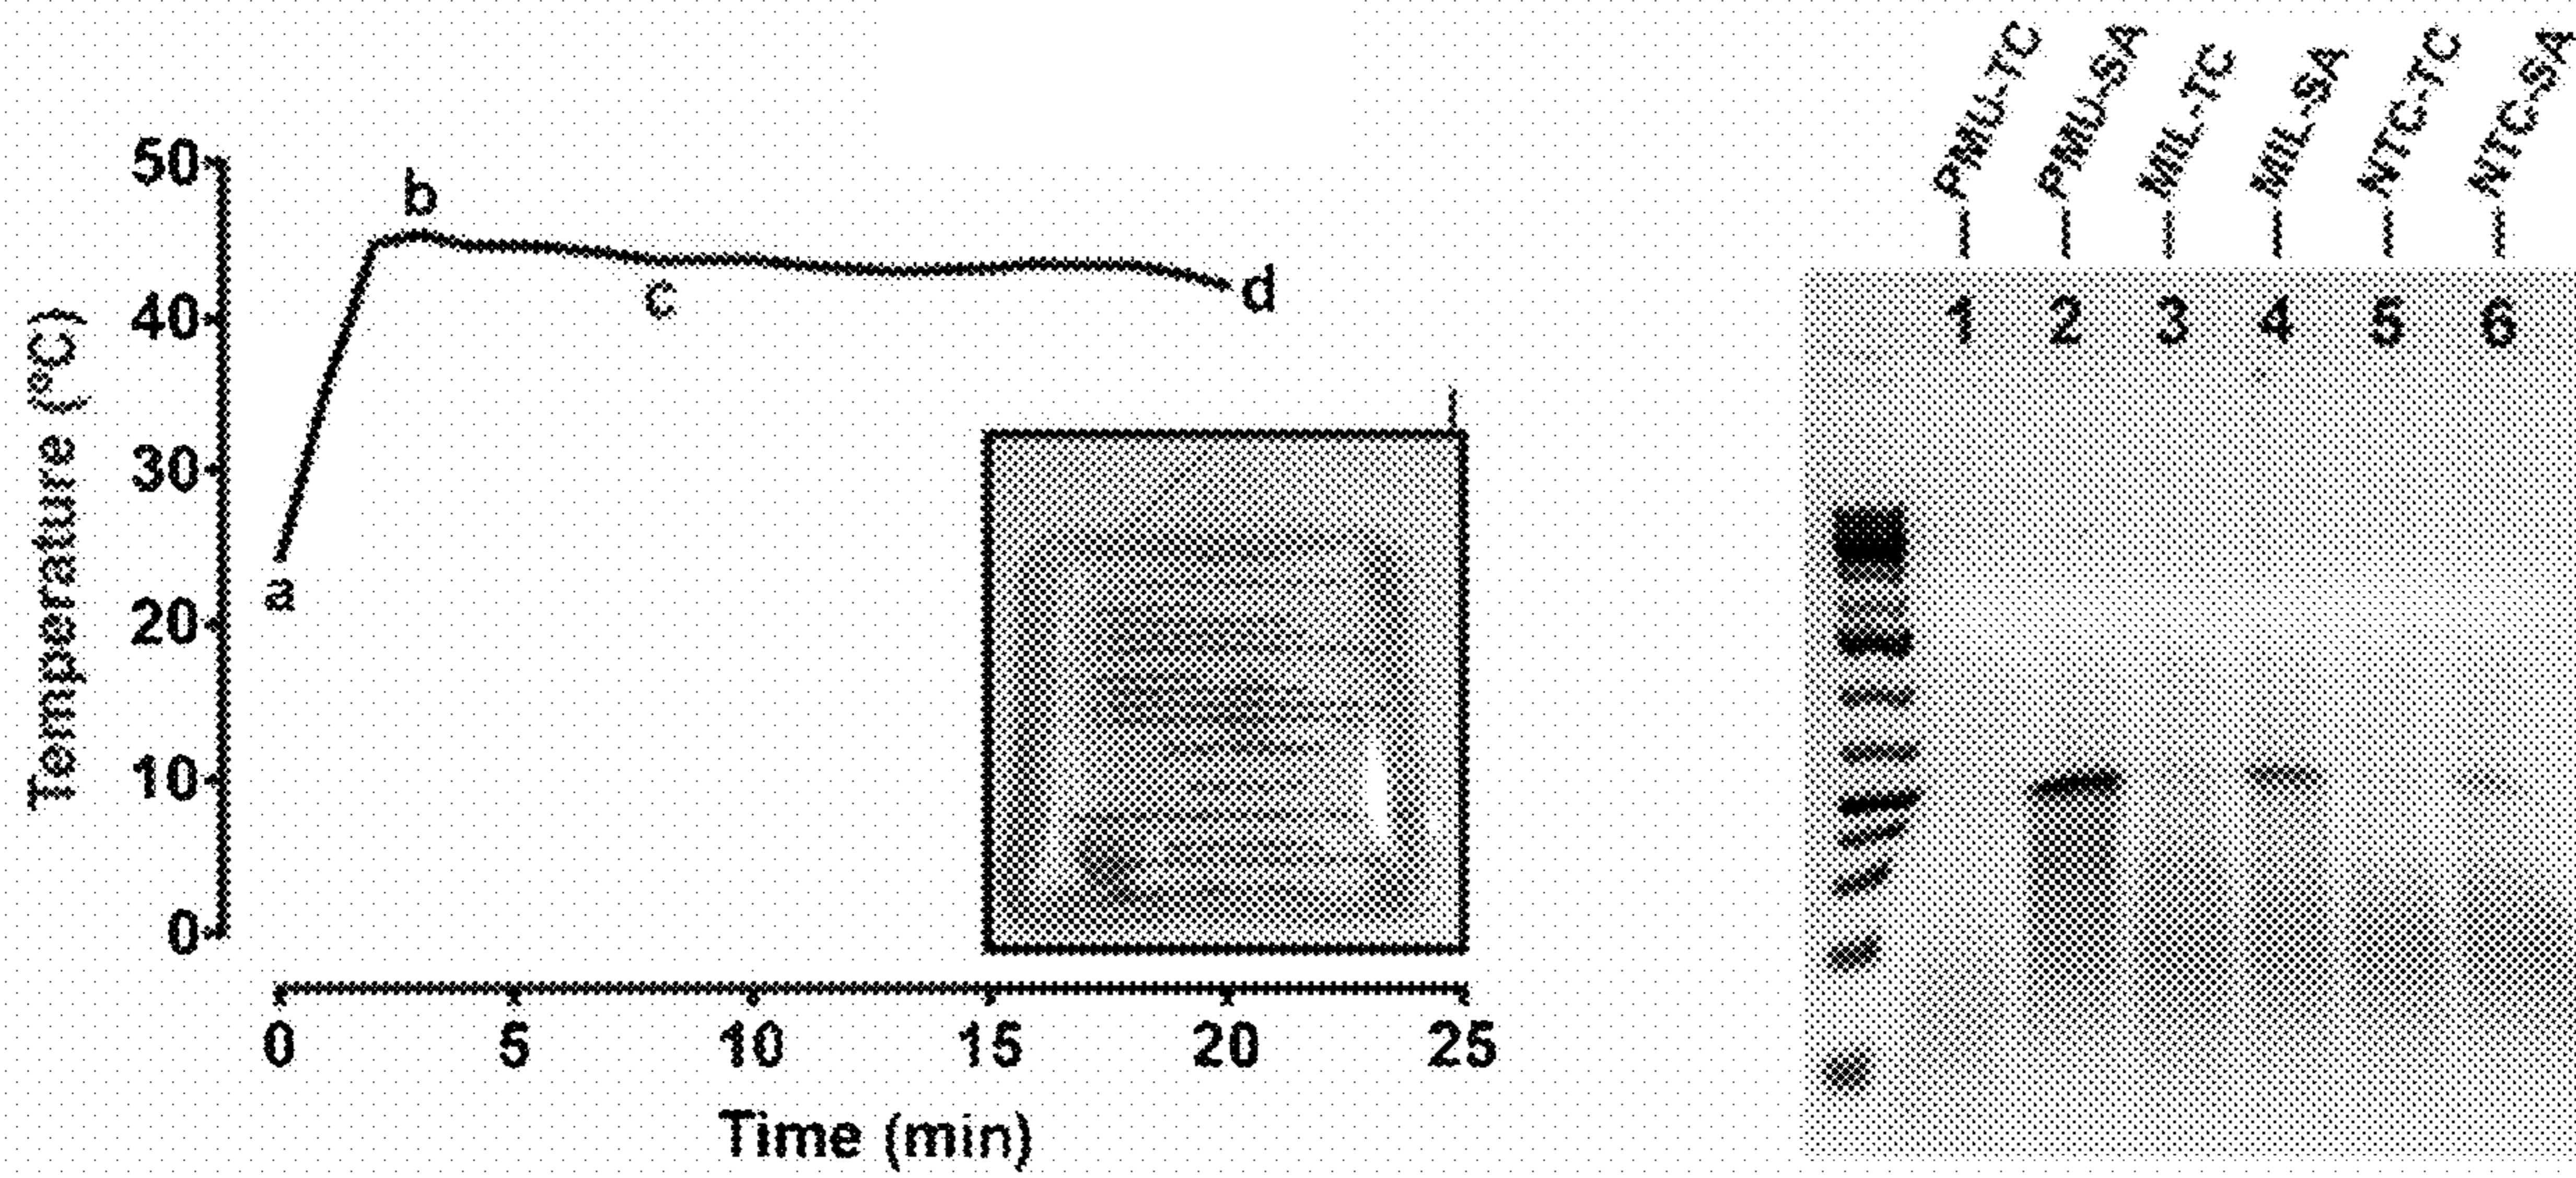 50
40
30
20
10
0
Temperature (°C)
a
b
c
d
0 5 10 15 20 25
Time (min)
PMU-TC PMU-SA MIL-TC MIL-SA NTC-TC NTC-SA
1 2 3 4 5 6